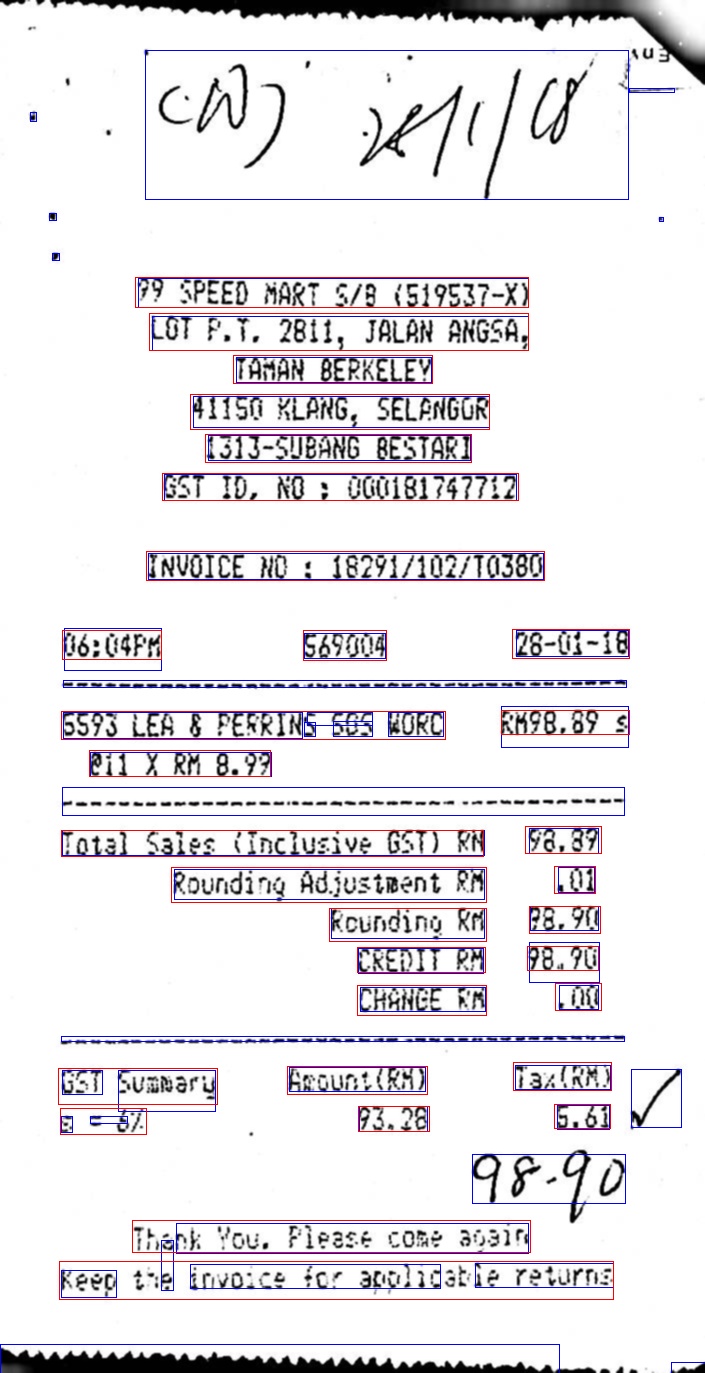 28/1/18
99 SPEED MART S/B (519537-X)
LOT P.T. 2811, JALAN ANGSA,
TAMAN BERKELEY
41150 KLANG, SELANGOR
1313-SUBANG BESTARI
GST ID. NO : 000181747712
INVOICE NO : 18291/102/T0380
06:04PM 569004 28-01-18
5593 LEA & PERRINS SOS WORC RM98.89 s
@11 X RM 8.99
Total Sales (Inclusive GST) RM 98.89
Rounding Adjustment RM .01
Rounding RM 98.90
CREDIT RM 98.90
CHANGE RM .00
GST Summary Amount(RM) Tax(RM)
s = 6% 93.28 5.61
98.90
Thank You. Please come again
Keep the invoice for applicable returns